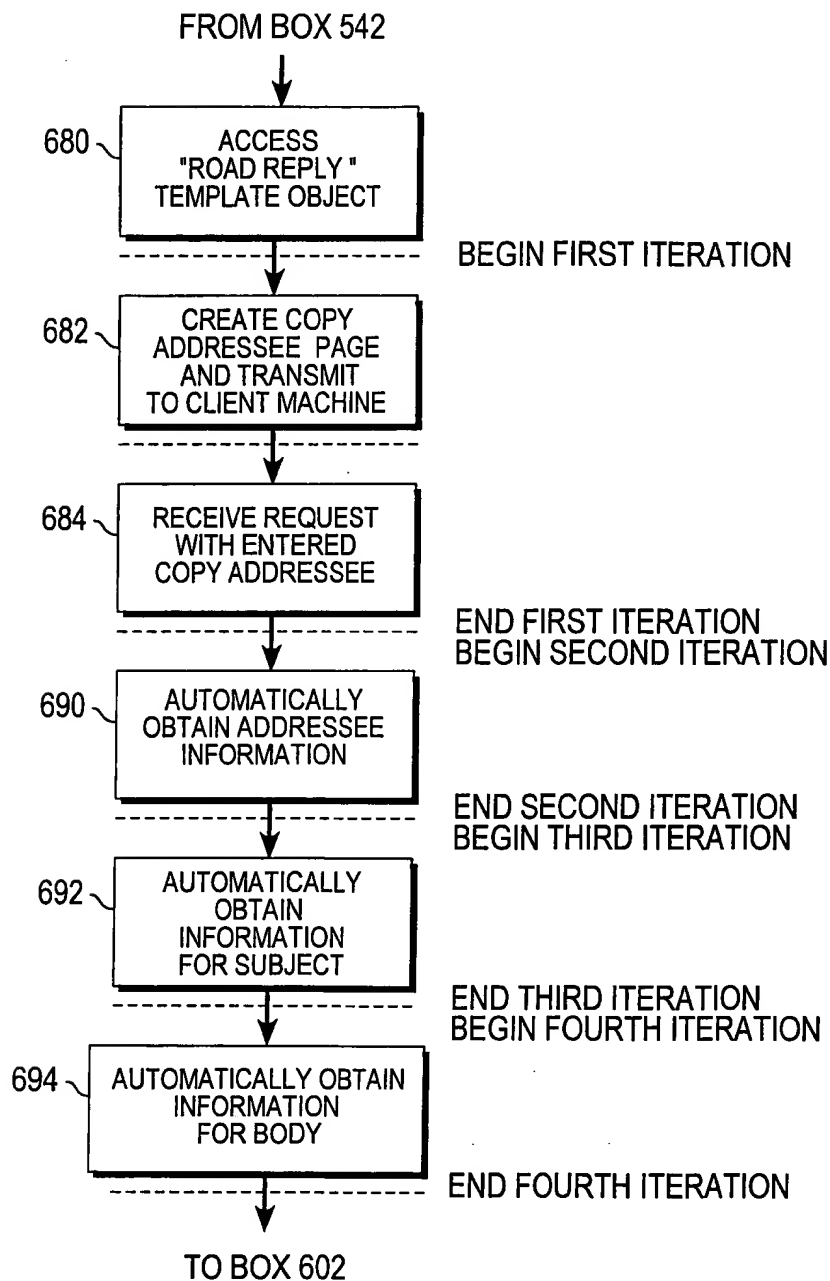 FROM BOX 542
680
ACCESS
"ROAD REPLY "
TEMPLATE OBJECT
BEGIN FIRST ITERATION
682
CREATE COPY
ADDRESSEE PAGE
AND TRANSMIT
TO CLIENT MACHINE
684
RECEIVE REQUEST
WITH ENTERED
COPY ADDRESSEE
END FIRST ITERATION
BEGIN SECOND ITERATION
690
AUTOMATICALLY
OBTAIN ADDRESSEE
INFORMATION
END SECOND ITERATION
BEGIN THIRD ITERATION
692
AUTOMATICALLY
OBTAIN
INFORMATION
FOR SUBJECT
END THIRD ITERATION
BEGIN FOURTH ITERATION
694
AUTOMATICALLY OBTAIN
INFORMATION
FOR BODY
END FOURTH ITERATION
TO BOX 602